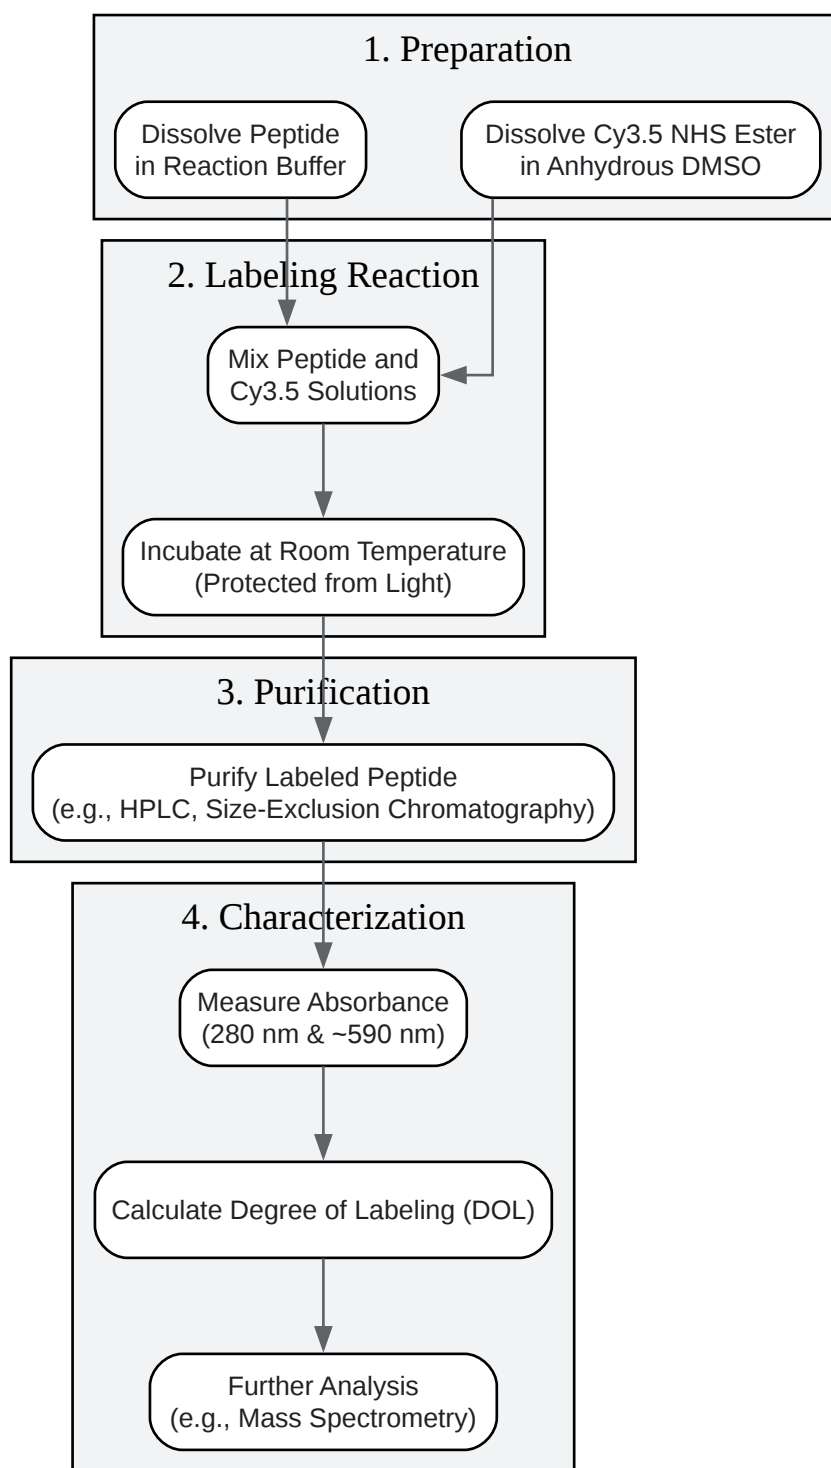 1. Preparation
Dissolve Peptide
in Reaction Buffer
Dissolve Cy3.5 NHS Ester
in Anhydrous DMSO
2. Labeling Reaction
Mix Peptide and
Cy3.5 Solutions
Incubate at Room Temperature
(Protected from Light)
3. Purification
Purify Labeled Peptide
(e.g., HPLC, Size-Exclusion Chromatography)
4. Characterization
Measure Absorbance
(280 nm & ~590 nm)
Calculate Degree of Labeling (DOL)
Further Analysis
(e.g., Mass Spectrometry)